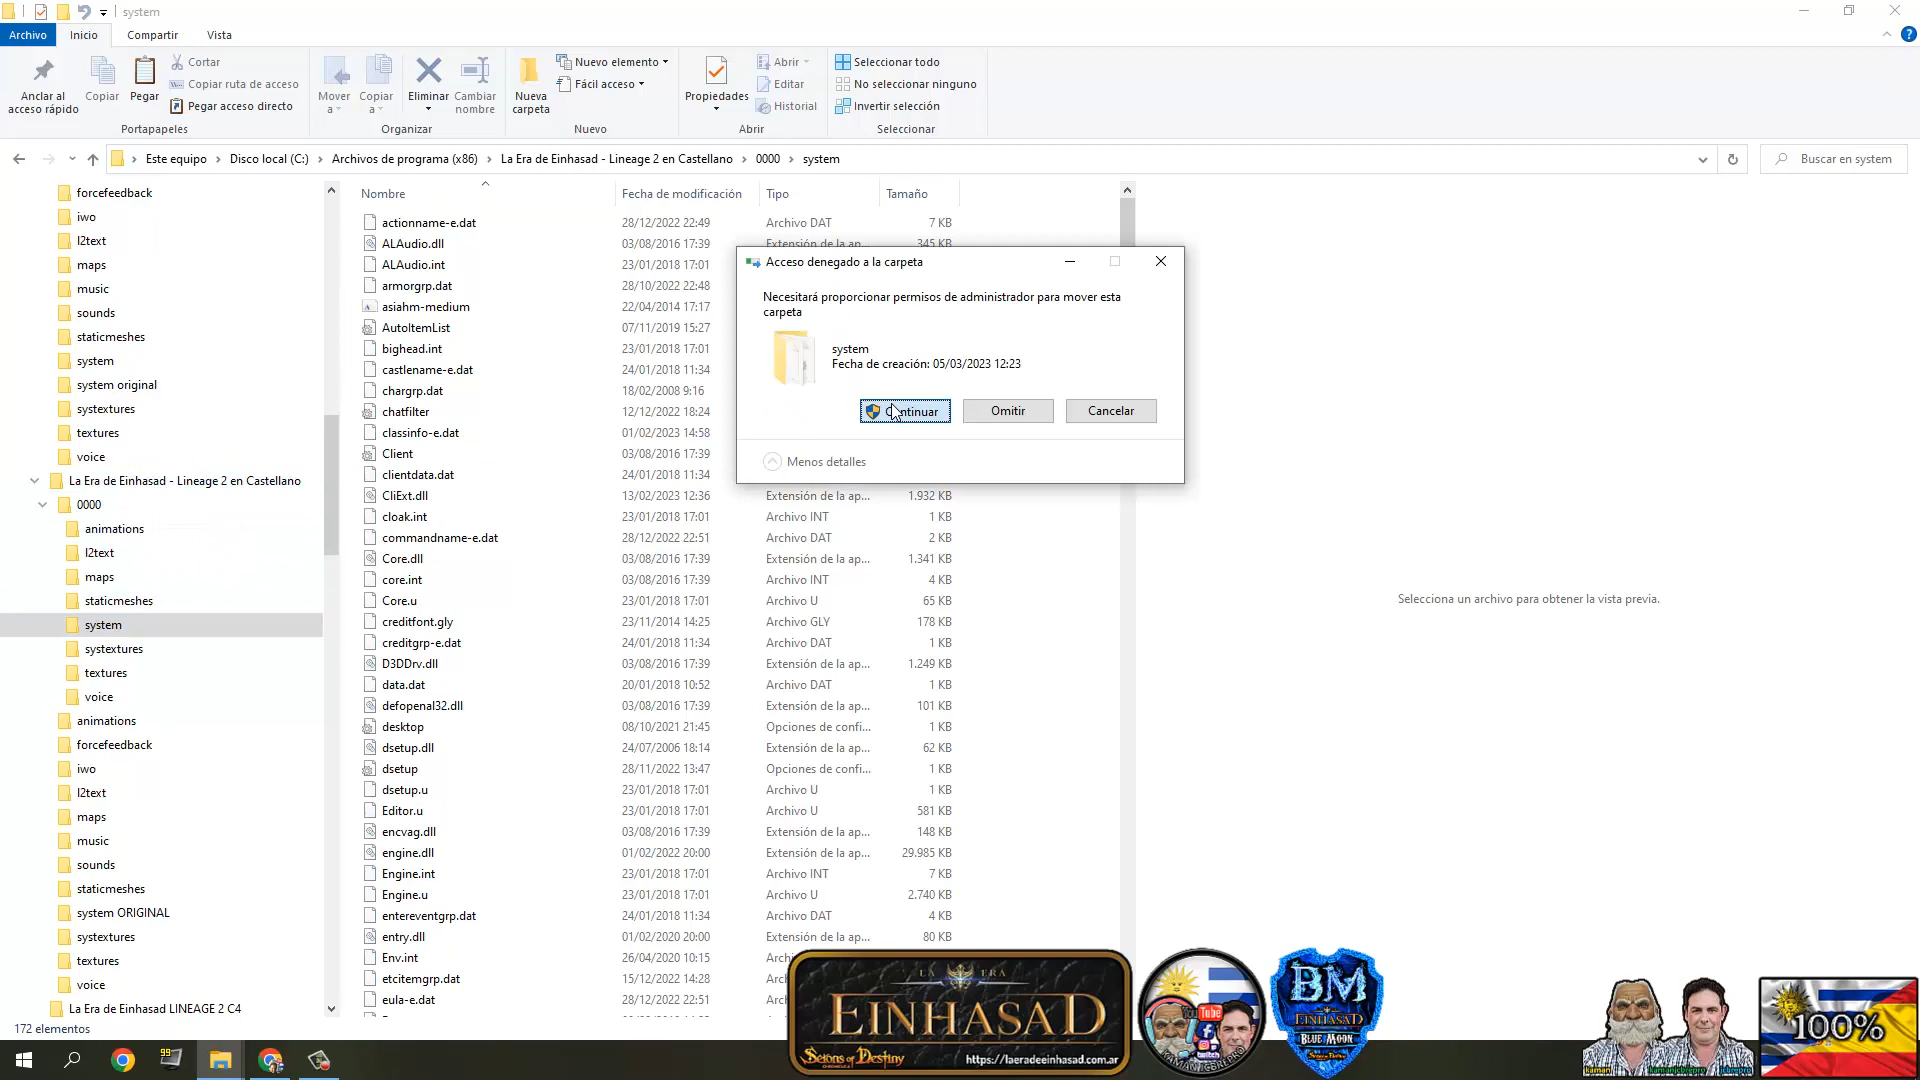 system
Archivo
Inicio
Compartir
Vista
Anclar al
acceso rápido
Copiar
Pegar
Cortar
Copiar ruta de acceso
Pegar acceso directo
Portapapeles
Mover
a
Copiar
a
Eliminar
Cambiar
nombre
Organizar
Nueva
carpeta
Nuevo elemento
Fácil acceso
Nuevo
Propiedades
Abrir
Editar
Historial
Abrir
Seleccionar todo
No seleccionar ninguno
Invertir selección
Seleccionar
Este equipo > Disco local (C:) > Archivos de programa (x86) > La Era de Einhasad - Lineage 2 en Castellano > 0000 > system
Buscar en system
forcefeedback
iwo
l2text
maps
music
sounds
staticmeshes
system
system original
systextures
textures
voice
La Era de Einhasad - Lineage 2 en Castellano
0000
animations
l2text
maps
staticmeshes
system
systextures
textures
voice
animations
forcefeedback
iwo
l2text
maps
music
sounds
staticmeshes
system ORIGINAL
systextures
textures
voice
La Era de Einhasad LINEAGE 2 C4
Nombre Fecha de modificación Tipo Tamaño
actionname-e.dat 28/12/2022 22:49 Archivo DAT 7 KB
ALAudio.dll 03/08/2016 17:39 Extensión de la ap... 345 KB
ALAudio.int 23/01/2018 17:01
armorgrp.dat 28/10/2022 22:48
asiahm-medium 22/04/2014 17:17
AutoItemList 07/11/2019 15:27
bighead.int 23/01/2018 17:01
castlename-e.dat 24/01/2018 11:34
chargrp.dat 18/02/2008 9:16
chatfilter 12/12/2022 18:24
classinfo-e.dat 01/02/2023 14:58
Client 03/08/2016 17:39
clientdata.dat 24/01/2018 11:34
CliExt.dll 13/02/2023 12:36 Extensión de la ap... 1.932 KB
cloak.int 23/01/2018 17:01 Archivo INT 1 KB
commandname-e.dat 28/12/2022 22:51 Archivo DAT 2 KB
Core.dll 03/08/2016 17:39 Extensión de la ap... 1.341 KB
core.int 03/08/2016 17:39 Archivo INT 4 KB
Core.u 23/01/2018 17:01 Archivo U 65 KB
creditfont.gly 23/11/2014 14:25 Archivo GLY 178 KB
creditgrp-e.dat 24/01/2018 11:34 Archivo DAT 1 KB
D3DDrv.dll 03/08/2016 17:39 Extensión de la ap... 1.249 KB
data.dat 20/01/2018 10:52 Archivo DAT 1 KB
defopenal32.dll 03/08/2016 17:39 Extensión de la ap... 101 KB
desktop 08/10/2021 21:45 Opciones de confi... 1 KB
dsetup.dll 24/07/2006 18:14 Extensión de la ap... 62 KB
dsetup 28/11/2022 13:47 Opciones de confi... 1 KB
dsetup.u 23/01/2018 17:01 Archivo U 1 KB
Editor.u 23/01/2018 17:01 Archivo U 581 KB
encvag.dll 03/08/2016 17:39 Extensión de la ap... 148 KB
engine.dll 01/02/2022 20:00 Extensión de la ap... 29.985 KB
Engine.int 23/01/2018 17:01 Archivo INT 7 KB
Engine.u 23/01/2018 17:01 Archivo U 2.740 KB
entereventgrp.dat 24/01/2018 11:34 Archivo DAT 4 KB
entry.dll 01/02/2020 20:00 Extensión de la ap... 80 KB
Env.int 26/04/2020 10:15
etcitemgrp.dat 15/12/2022 14:28
eula-e.dat 28/12/2022 22:51
Acceso denegado a la carpeta
Necesitará proporcionar permisos de administrador para mover esta
carpeta
system
Fecha de creación: 05/03/2023 12:23
Continuar
Omitir
Cancelar
Menos detalles
Selecciona un archivo para obtener la vista previa.
172 elementos
LA ERA
EINHASAD
Scions of Destiny
https://laeradeeinhasad.com.ar
You Tube
twitch
KAMANJCBREPRO
BM
EINHASAD
BLUE MOON
kaman
kamanjcbrepro
jcbrepro
100%
99